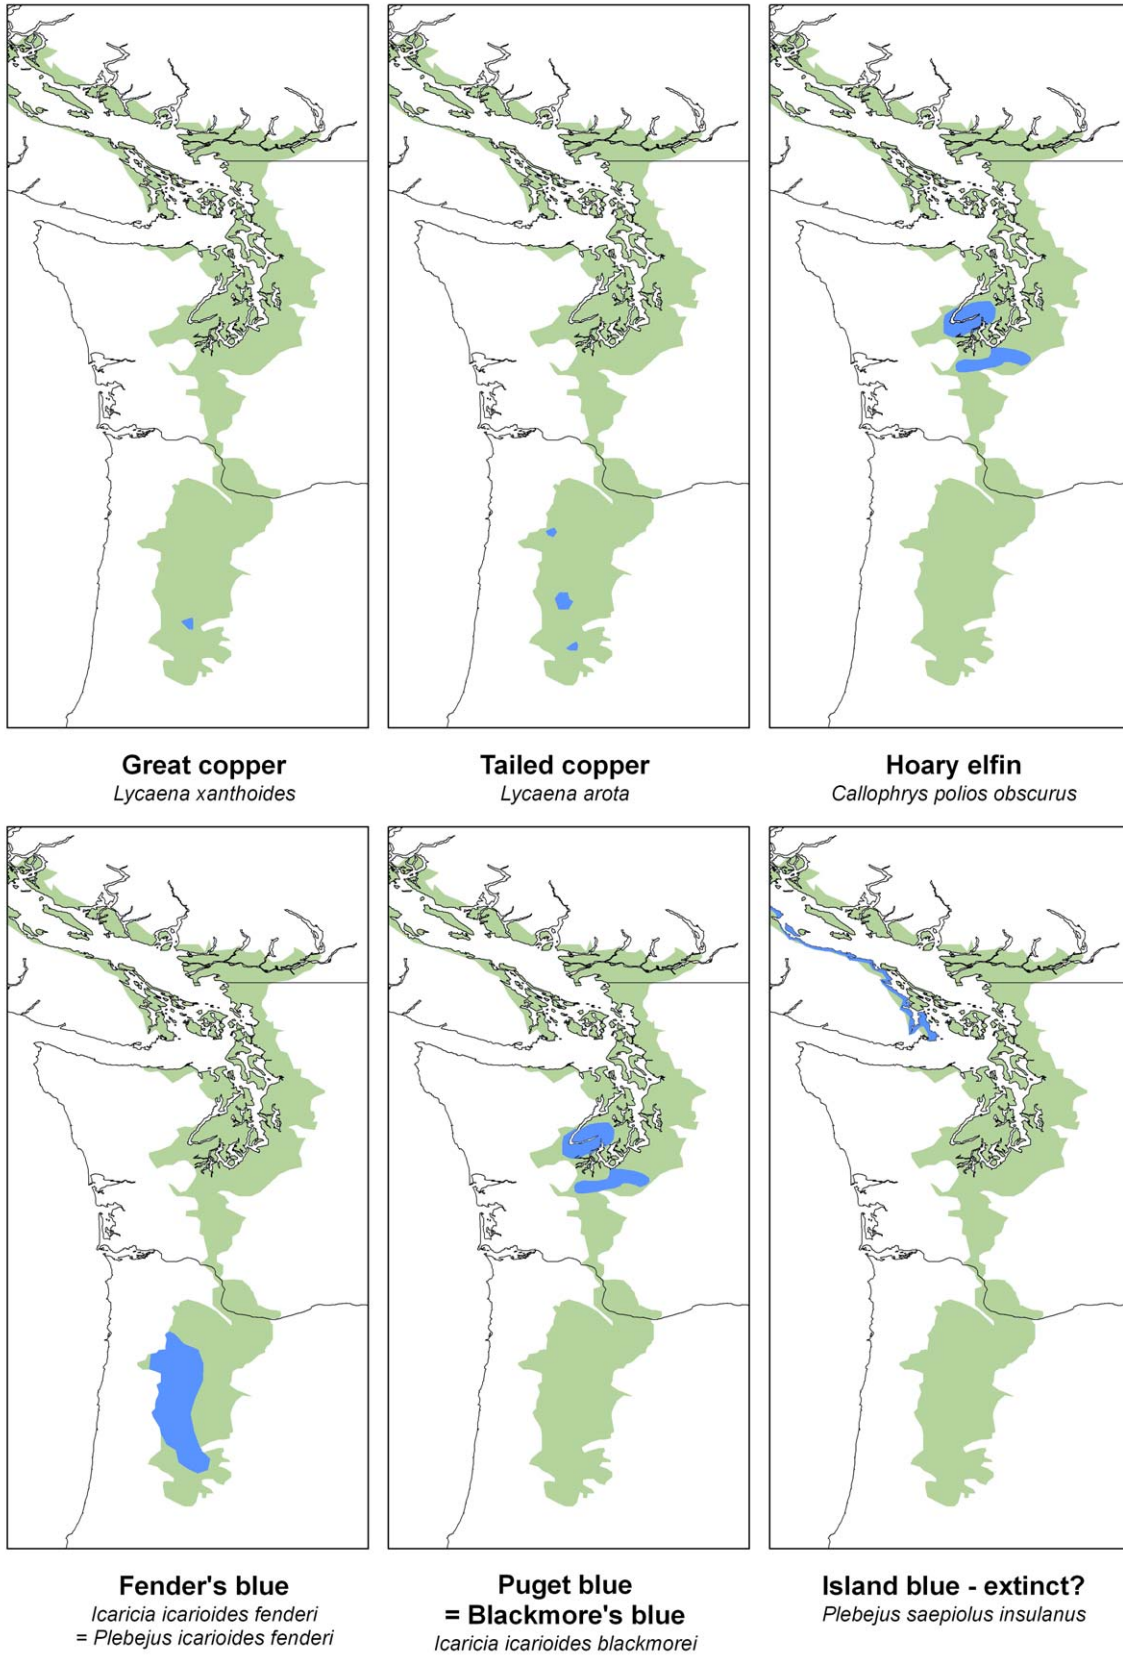 Great copper
Lycaena xanthoides
Tailed copper
Lycaena arota
Hoary elfin
Callophrys polios obscurus
Fender's blue
Icaricia icarioides fenderi
= Plebejus icarioides fenderi
Puget blue
= Blackmore's blue
Icaricia icarioides blackmorei
Island blue - extinct?
Plebejus saepiolus insulanus